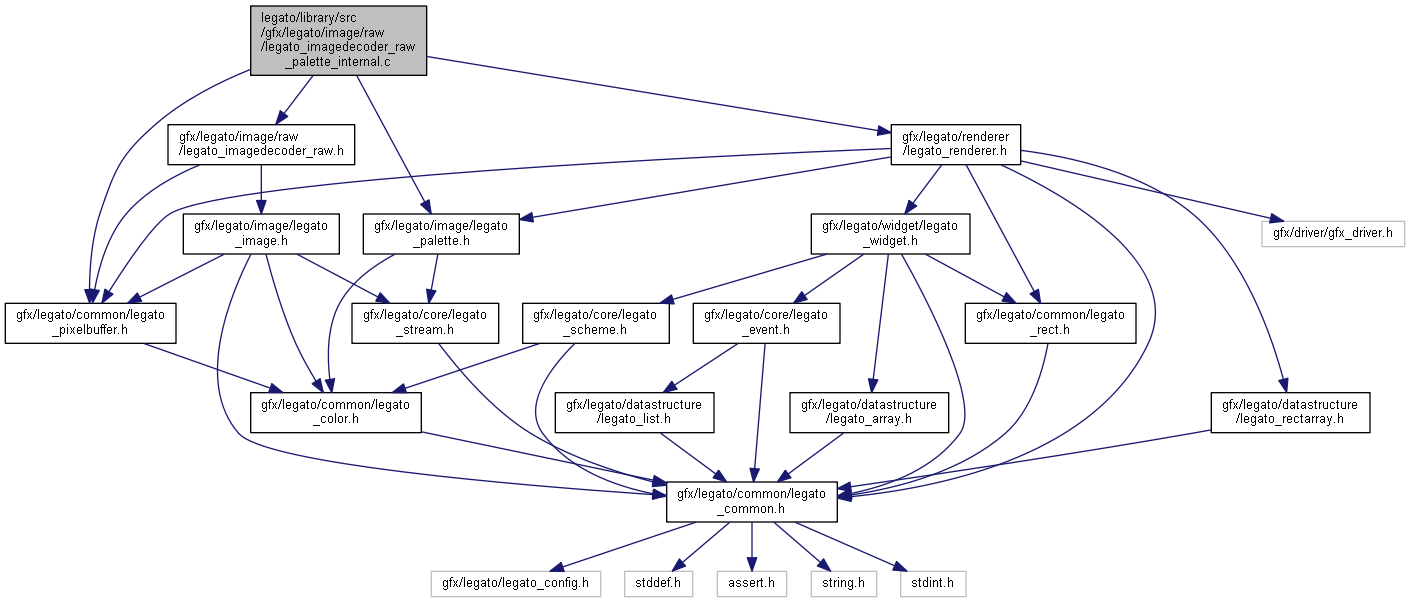 legato/library/src
/gfx/legato/image/raw
/legato_imagedecoder_raw
_palette_internal.c
gfx/legato/image/raw
/legato_imagedecoder_raw.h
gfx/legato/renderer
/legato_renderer.h
gfx/legato/image/legato
_image.h
gfx/legato/image/legato
_palette.h
gfx/legato/widget/legato
_widget.h
gfx/driver/gfx_driver.h
gfx/legato/common/legato
_pixelbuffer.h
gfx/legato/core/legato
_stream.h
gfx/legato/core/legato
_scheme.h
gfx/legato/core/legato
_event.h
gfx/legato/common/legato
_rect.h
gfx/legato/common/legato
_color.h
gfx/legato/datastructure
/legato_list.h
gfx/legato/datastructure
/legato_array.h
gfx/legato/datastructure
/legato_rectarray.h
gfx/legato/common/legato
_common.h
gfx/legato/legato_config.h
stddef.h
assert.h
string.h
stdint.h